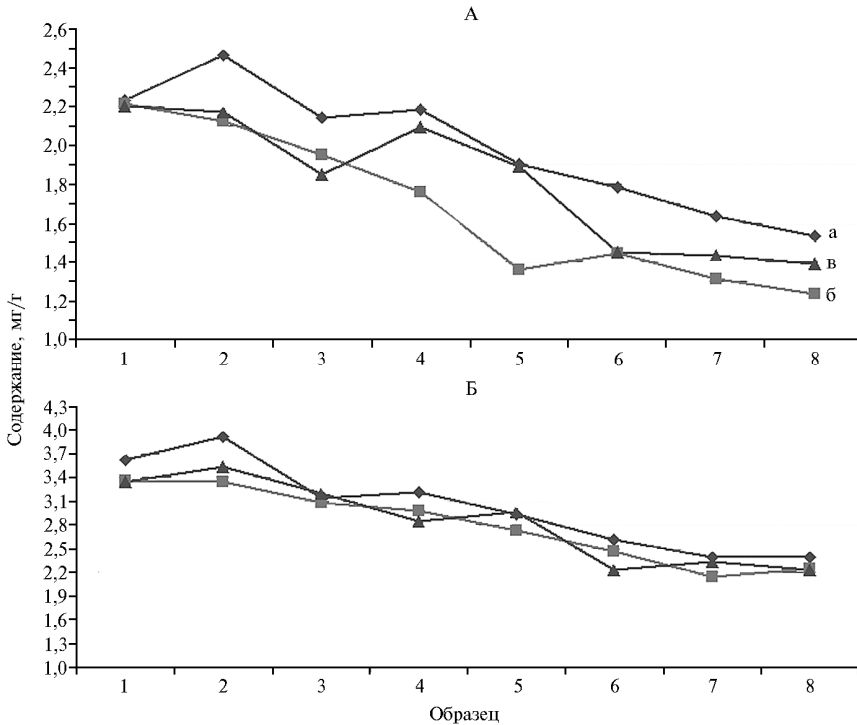 А
2,6
2,4
2,2
2,0
1,8
1,6
1,4
1,2
1,0
а
в
б
1 2 3 4 5 6 7 8
Содержание, мг/г
Б
4,3
4,0
3,7
3,4
3,1
2,8
2,5
2,2
1,9
1,6
1,3
1,0
1 2 3 4 5 6 7 8
Образец